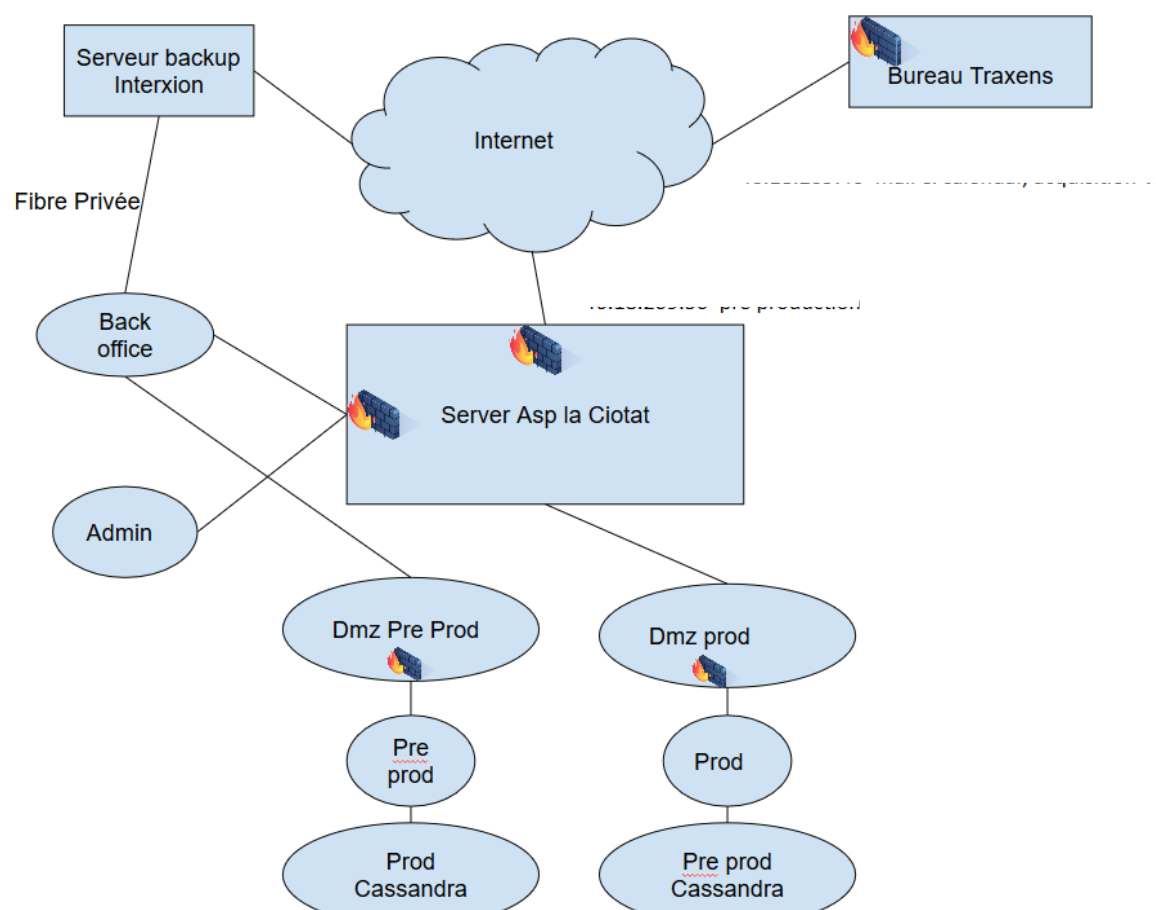 Serveur backup
Interxion
Bureau Traxens
Internet
Fibre Privée
Back
office
Server Asp la Ciotat
Admin
Dmz Pre Prod
Dmz prod
Pre
prod
Prod
Prod
Cassandra
Pre prod
Cassandra